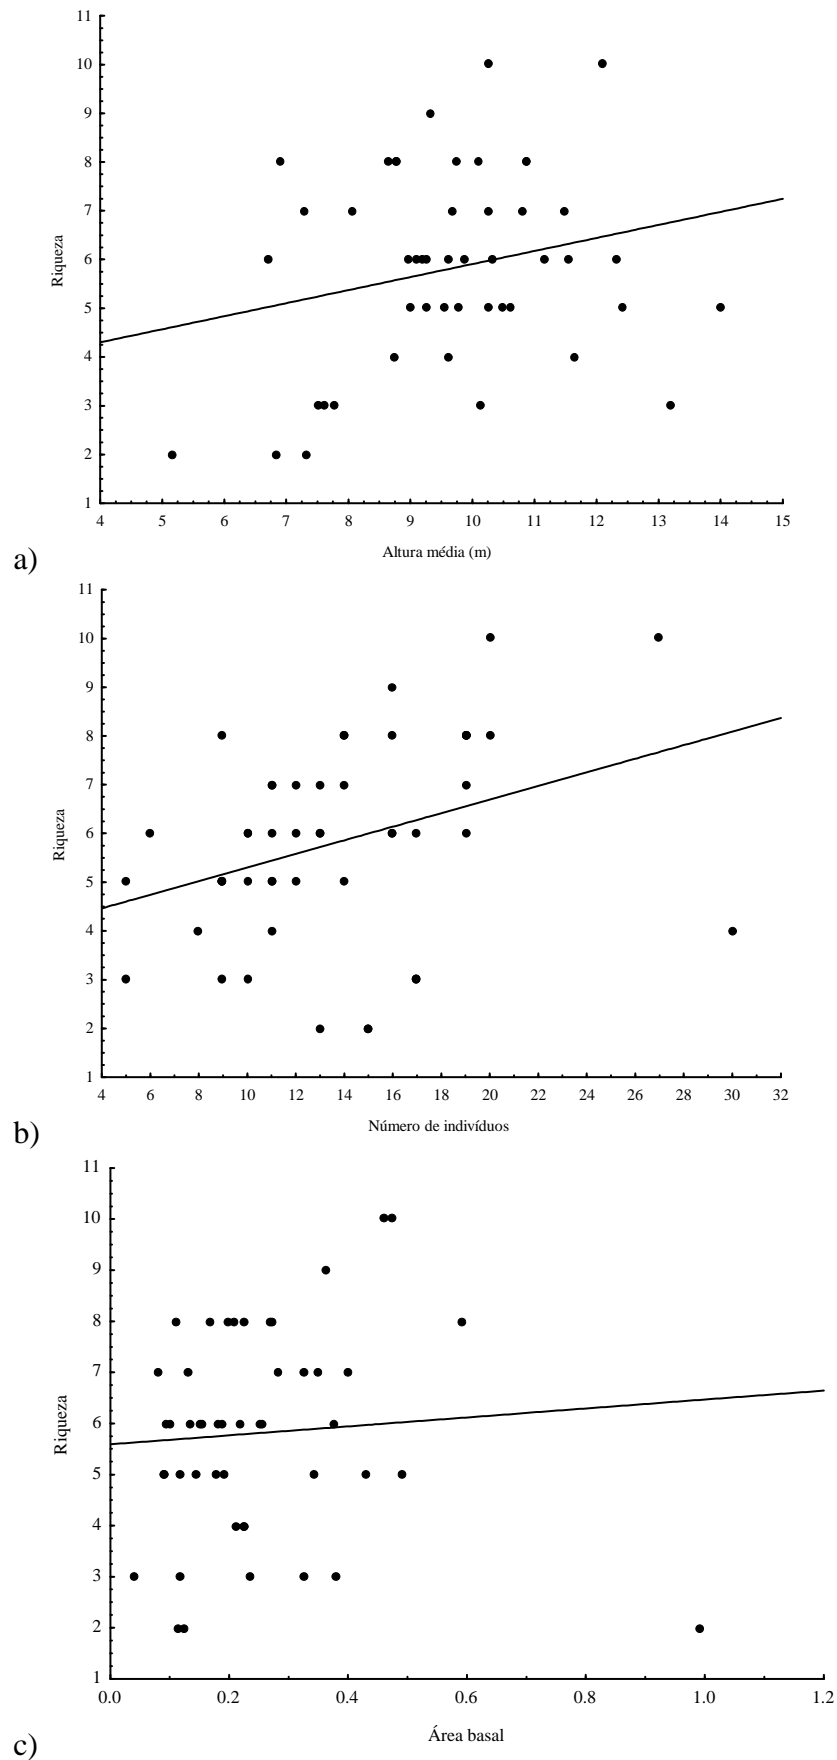 11
10
9
8
7
6
5
4
3
2
1
Riqueza
4 5 6 7 8 9 10 11 12 13 14 15
Altura média (m)
a)
11
10
9
8
7
6
5
4
3
2
1
Riqueza
4 6 8 10 12 14 16 18 20 22 24 26 28 30 32
Número de indivíduos
b)
11
10
9
8
7
6
5
4
3
2
1
Riqueza
0.0 0.2 0.4 0.6 0.8 1.0 1.2
Área basal
c)